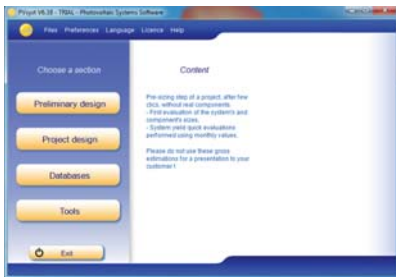 PVsyst V6.38 - TRIAL - Photovoltaic Systems Software
Files Preferences Language Licence Help
Choose a section
Content
Preliminary design
Project design
Databases
Tools
Exit
Pre-sizing step of a project, after few
clics, without real components.
- First evaluation of the system's and
component's sizes.
- System yield quick evaluations
performed using monthly values.
Please do not use these gross
estimations for a presentation to your
customer !